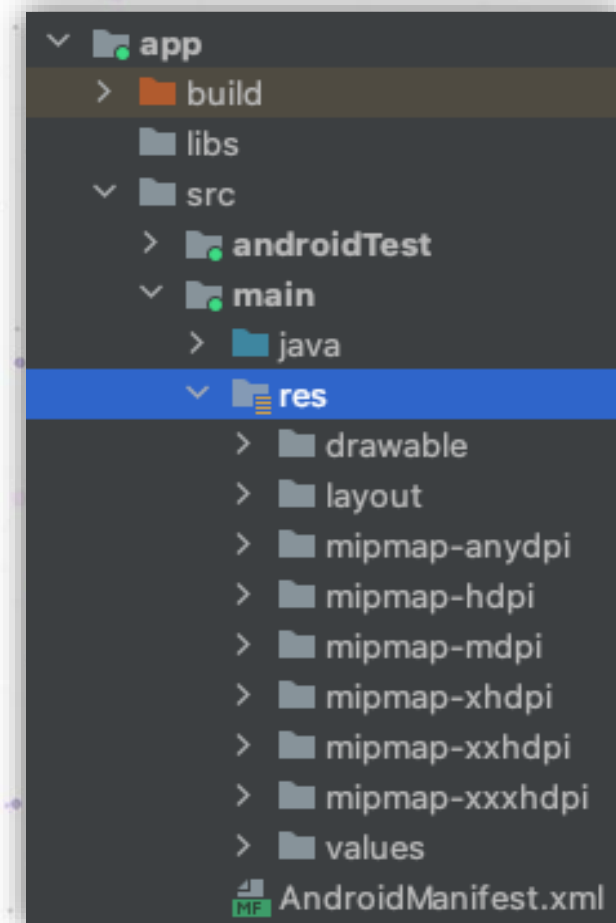 app
build
libs
src
androidTest
main
java
res
drawable
layout
mipmap-anydpi
mipmap-hdpi
mipmap-mdpi
mipmap-xhdpi
mipmap-xxhdpi
mipmap-xxxhdpi
values
MF AndroidManifest.xml